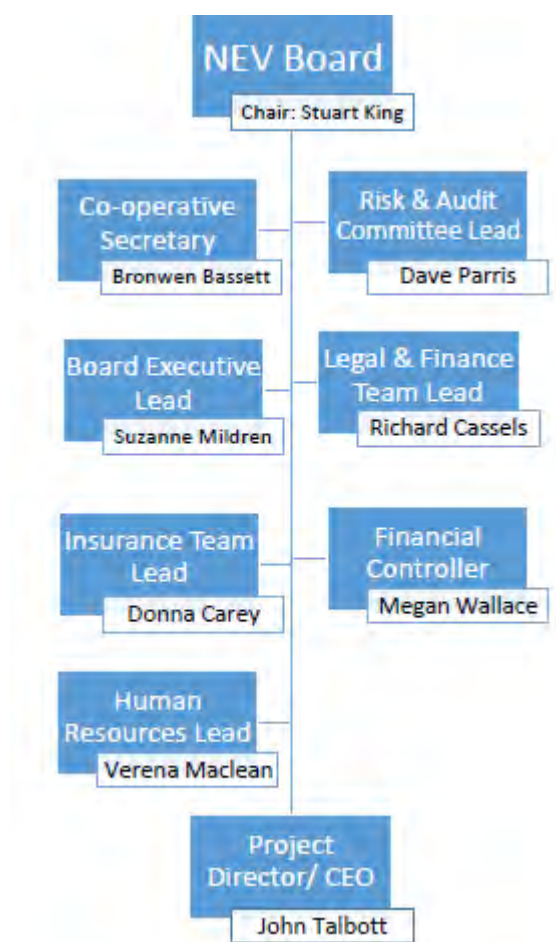 NEV Board
Chair: Stuart King
Co-operative
Secretary
Bronwen Bassett
Risk & Audit
Committee Lead
Dave Parris
Board Executive
Lead
Suzanne Mildren
Legal & Finance
Team Lead
Richard Cassels
Insurance Team
Lead
Donna Carey
Financial
Controller
Megan Wallace
Human
Resources Lead
Verena Maclean
Project
Director/ CEO
John Talbott